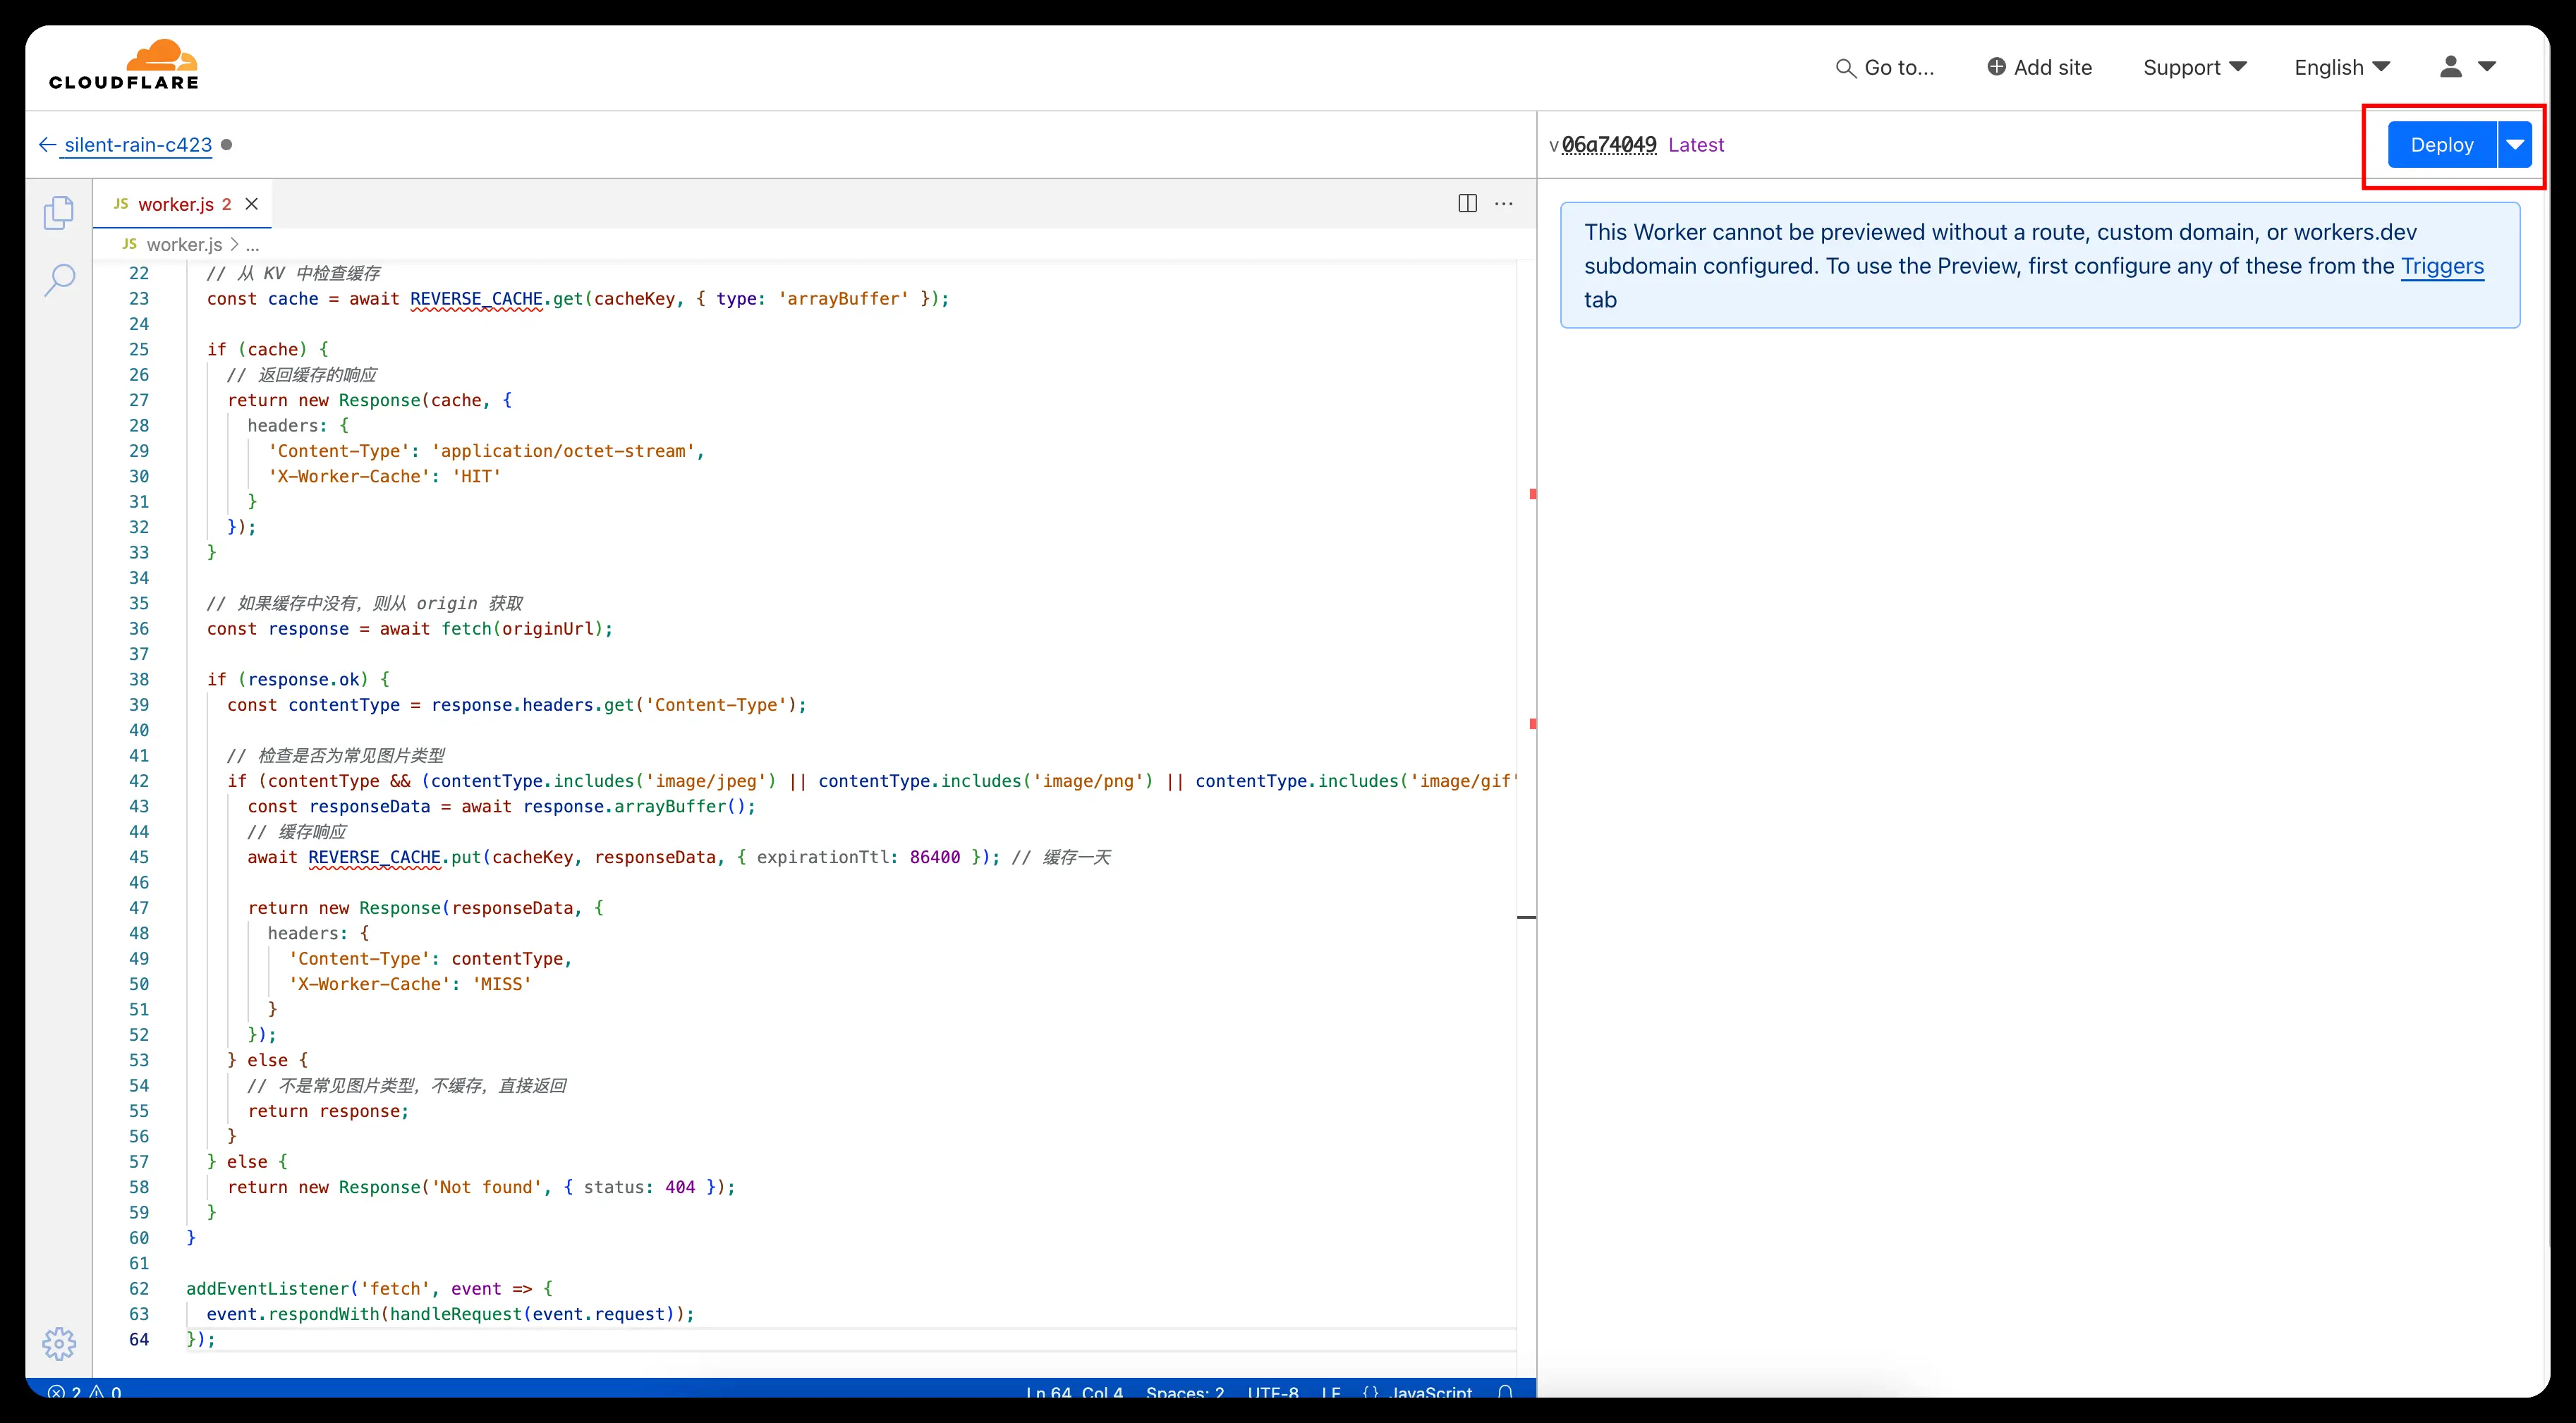 CLOUDFLARE
Go to...
Add site
Support
English
silent-rain-c423
v 06a74049 Latest
Deploy
JS worker.js 2
JS worker.js > ...
22 // 从 KV 中检查缓存
23 const cache = await REVERSE_CACHE.get(cacheKey, { type: 'arrayBuffer' });
24
25 if (cache) {
26 // 返回缓存的响应
27 return new Response(cache, {
28 headers: {
29 'Content-Type': 'application/octet-stream',
30 'X-Worker-Cache': 'HIT'
31 }
32 });
33 }
34
35 // 如果缓存中没有，则从 origin 获取
36 const response = await fetch(originUrl);
37
38 if (response.ok) {
39 const contentType = response.headers.get('Content-Type');
40
41 // 检查是否为常见图片类型
42 if (contentType && (contentType.includes('image/jpeg') || contentType.includes('image/png') || contentType.includes('image/gif'
43 const responseData = await response.arrayBuffer();
44 // 缓存响应
45 await REVERSE_CACHE.put(cacheKey, responseData, { expirationTtl: 86400 }); // 缓存一天
46
47 return new Response(responseData, {
48 headers: {
49 'Content-Type': contentType,
50 'X-Worker-Cache': 'MISS'
51 }
52 });
53 } else {
54 // 不是常见图片类型，不缓存，直接返回
55 return response;
56 }
57 } else {
58 return new Response('Not found', { status: 404 });
59 }
60 }
61
62 addEventListener('fetch', event => {
63 event.respondWith(handleRequest(event.request));
64 });
This Worker cannot be previewed without a route, custom domain, or workers.dev
subdomain configured. To use the Preview, first configure any of these from the Triggers
tab
2 0
Ln 64, Col 4 Spaces: 2 UTF-8 LF {} JavaScript